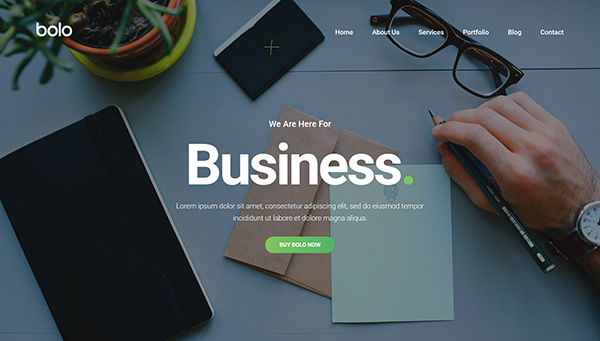 bolo
Home About Us Services Portfolio Blog Contact
We Are Here For
Business.
Lorem ipsum dolor sit amet, consectetur adipiscing elit, sed do eiusmod tempor
incididunt ut labore et dolore magna aliqua.
BUY BOLO NOW